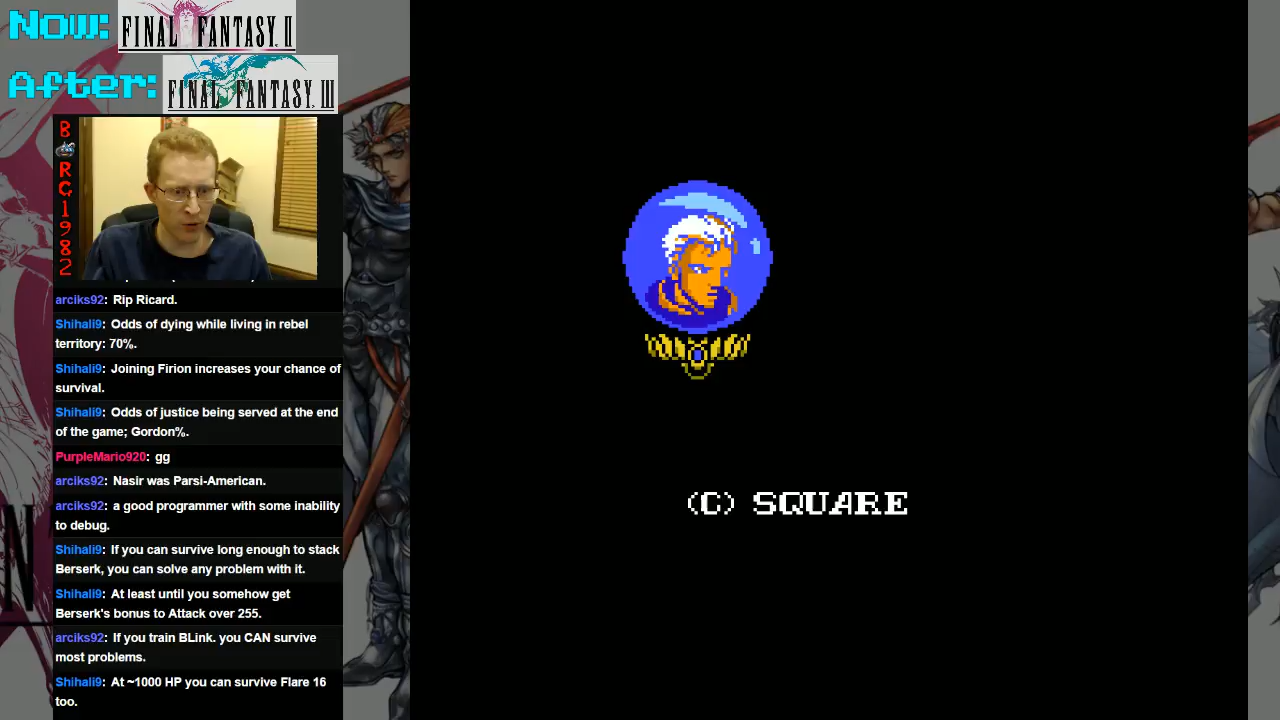 Now: FINAL FANTASY II
After: FINAL FANTASY III
BRG1982
arciks92: Rip Ricard.
Shihali9: Odds of dying while living in rebel
territory: 70%.
Shihali9: Joining Firion increases your chance of
survival.
Shihali9: Odds of justice being served at the end
of the game; Gordon%.
PurpleMario920: gg
arciks92: Nasir was Parsi-American.
arciks92: a good programmer with some inability
to debug.
Shihali9: If you can survive long enough to stack
Berserk, you can solve any problem with it.
Shihali9: At least until you somehow get
Berserk's bonus to Attack over 255.
arciks92: If you train BLink. you CAN survive
most problems.
Shihali9: At ~1000 HP you can survive Flare 16
too.
(C) SQUARE